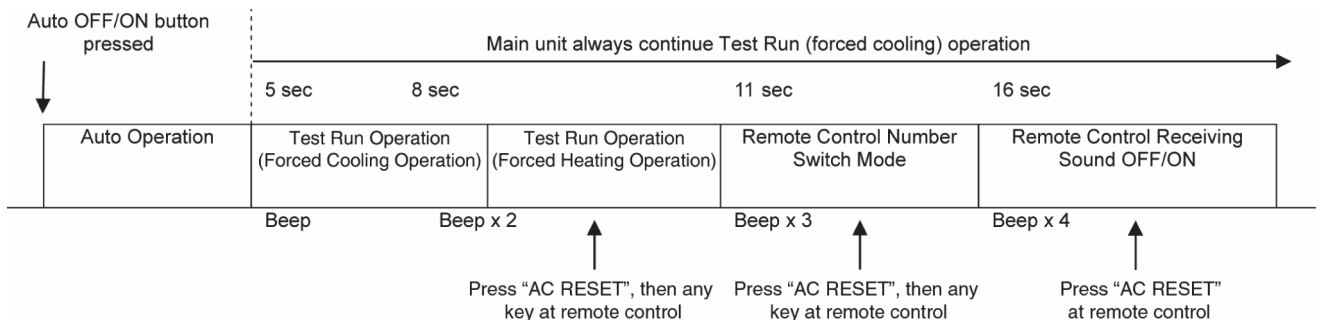 Auto OFF/ON button
pressed
Main unit always continue Test Run (forced cooling) operation
5 sec
8 sec
11 sec
16 sec
Auto Operation
Test Run Operation
(Forced Cooling Operation)
Test Run Operation
(Forced Heating Operation)
Remote Control Number
Switch Mode
Remote Control Receiving
Sound OFF/ON
Beep
Beep x 2
Beep x 3
Beep x 4
Press “AC RESET”, then any
key at remote control
Press “AC RESET”, then any
key at remote control
Press “AC RESET”
at remote control